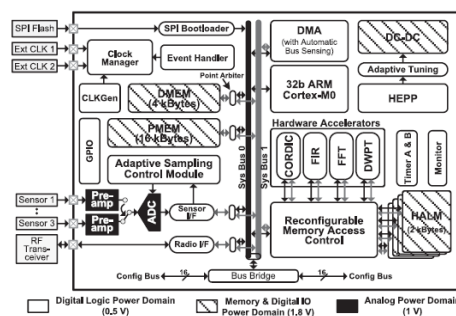 SPI Flash
Ext CLK 1
Ext CLK 2
SPI Bootloader
Clock
Manager
Event Handler
CLKGen
Point Arbiter
DMEM
(4 kBytes)
PMEM
(16 kBytes)
GPIO
Adaptive Sampling
Control Module
Sensor 1
Sensor 3
Pre-
amp
Pre-
amp
ADC
Sensor
I/F
RF
Trans-
ceiver
Radio I/F
Sys Bus 0
Sys Bus 1
DMA
(with Automatic
Bus Sensing)
32b ARM
Cortex-M0
DC-DC
Adaptive Tuning
HEPP
Hardware Accelerators
CORDIC
FIR
FFT
DWPT
Timer A & B
Monitor
Reconfigurable
Memory Access
Control
HALM
(2 kBytes)
Config Bus
16
Bus Bridge
16
Config Bus
Digital Logic Power Domain
(0.5 V)
Memory & Digital IO
Power Domain (1.8 V)
Analog Power Domain
(1 V)